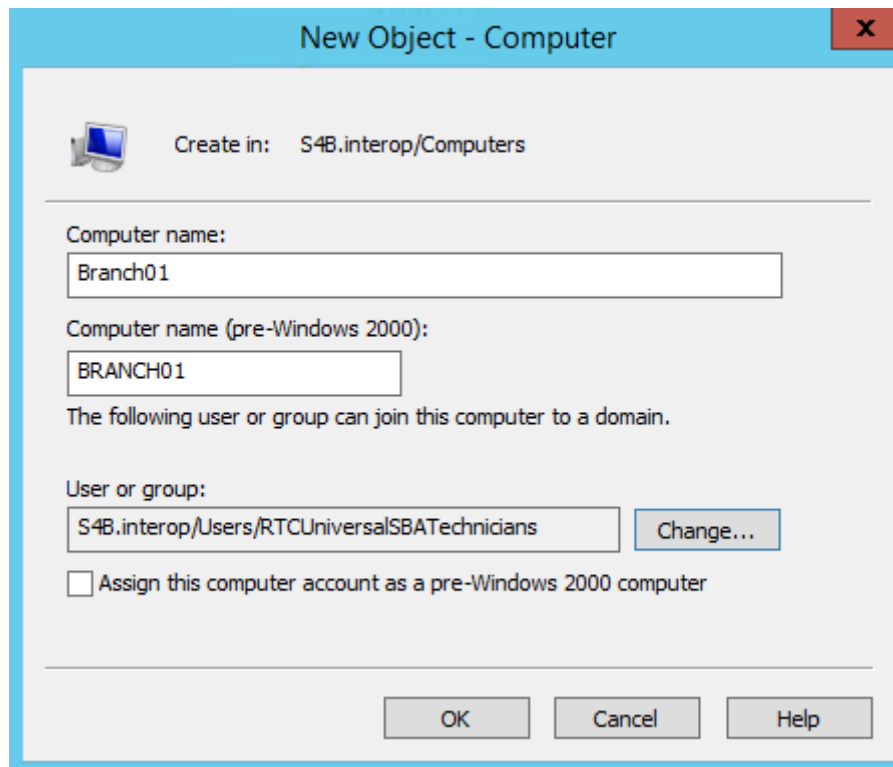 New Object - Computer
x
Create in: S4B.interop/Computers
Computer name:
Branch01
Computer name (pre-Windows 2000):
BRANCH01
The following user or group can join this computer to a domain.
User or group:
S4B.interop/Users/RTCUniversalSBATechnicians
Change...
Assign this computer account as a pre-Windows 2000 computer
OK Cancel Help